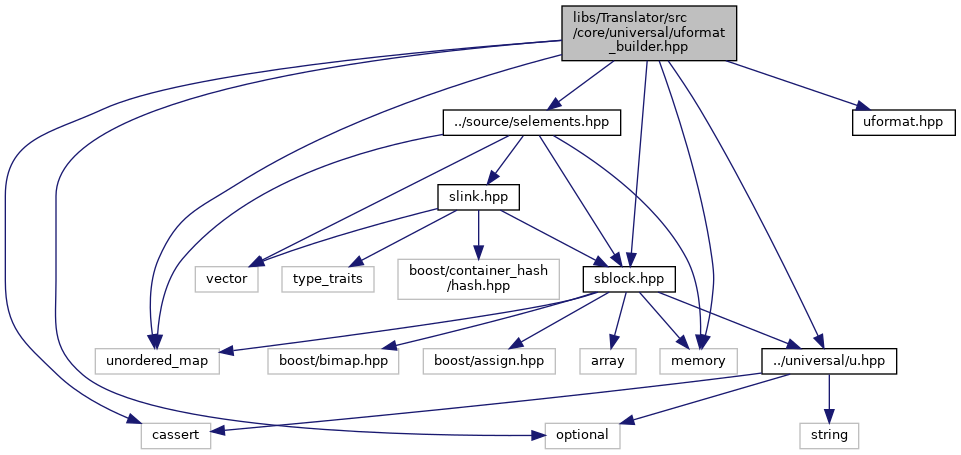 libs/Translator/src
/core/universal/uformat
_builder.hpp
../source/selements.hpp
uformat.hpp
slink.hpp
vector
type_traits
boost/container_hash
/hash.hpp
sblock.hpp
unordered_map
boost/bimap.hpp
boost/assign.hpp
array
memory
../universal/u.hpp
cassert
optional
string